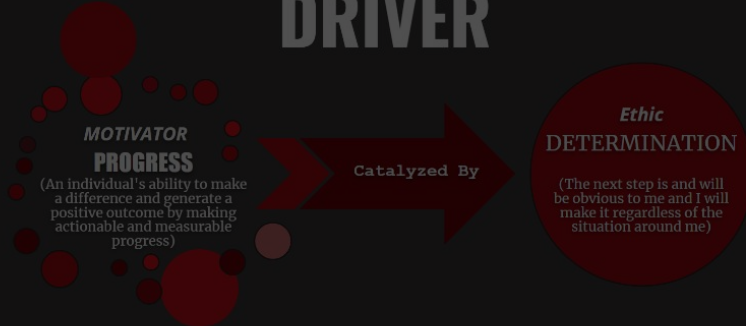 DRIVER
MOTIVATOR
PROGRESS
(An individual's ability to make
a difference and generate a
positive outcome by making
actionable and measurable
progress)
Catalyzed By
Ethic
DETERMINATION
(The next step is and will
be obvious to me and I will
make it regardless of the
situation around me)